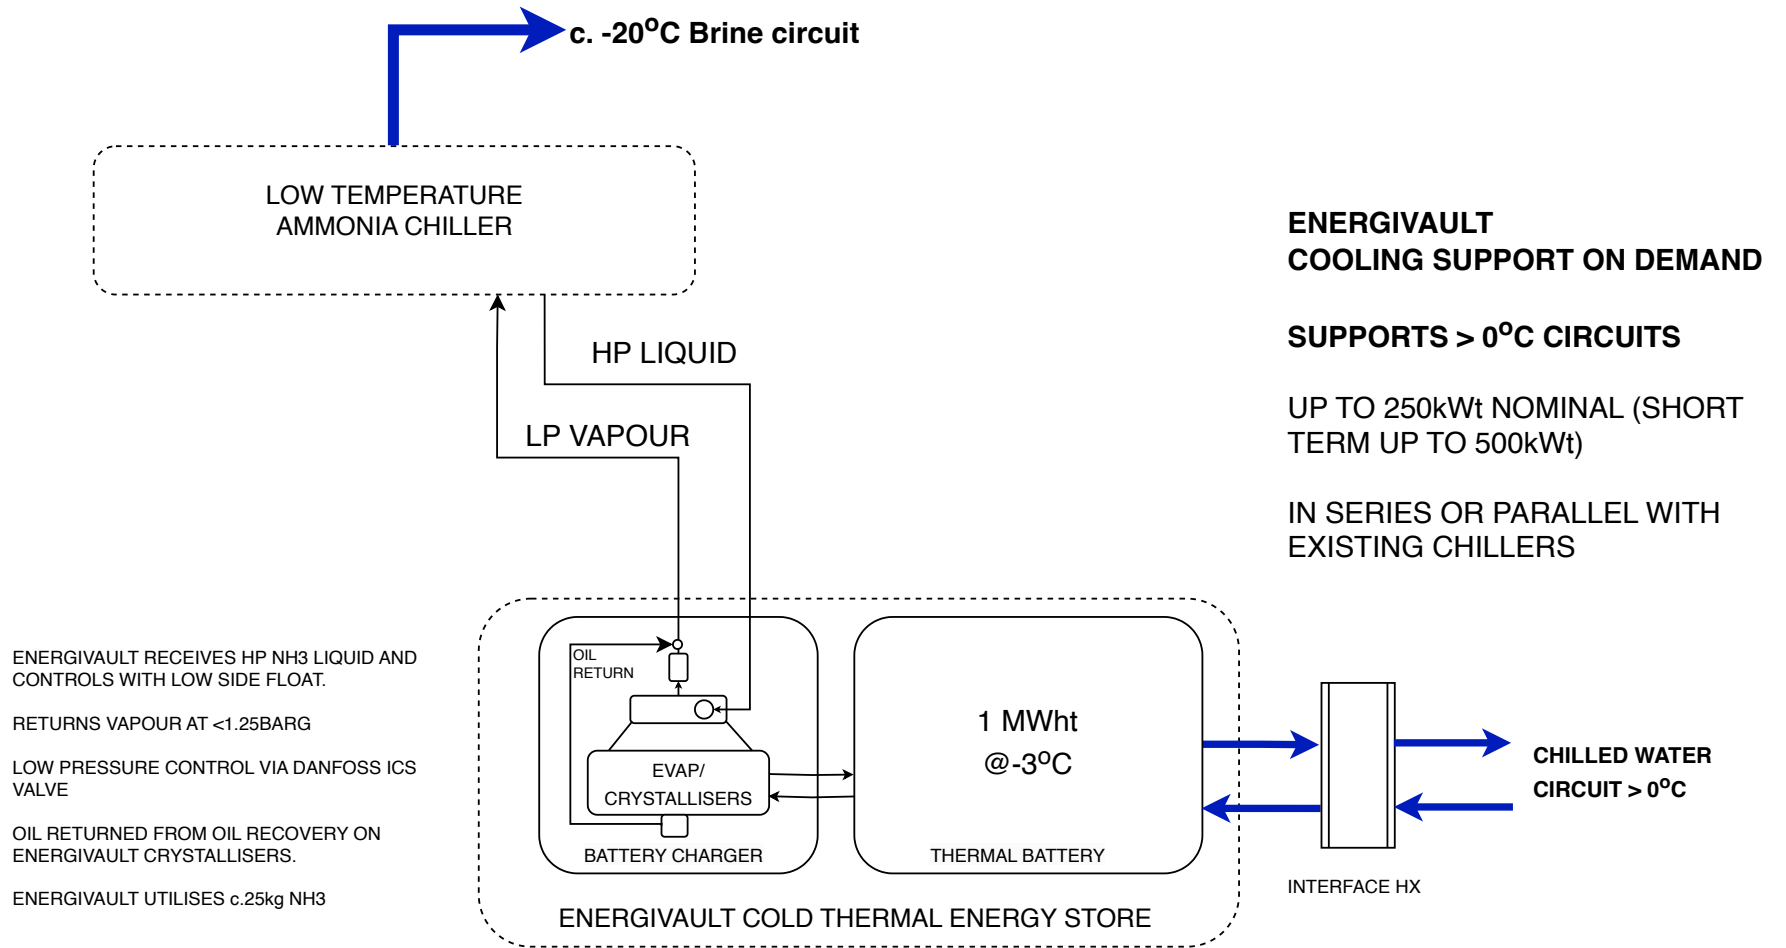 c. -20ºC Brine circuit
LOW TEMPERATURE
AMMONIA CHILLER
ENERGIVAULT
COOLING SUPPORT ON DEMAND
SUPPORTS > 0ºC CIRCUITS
UP TO 250kWt NOMINAL (SHORT
TERM UP TO 500kWt)
IN SERIES OR PARALLEL WITH
EXISTING CHILLERS
HP LIQUID
LP VAPOUR
ENERGIVAULT RECEIVES HP NH3 LIQUID AND
CONTROLS WITH LOW SIDE FLOAT.
RETURNS VAPOUR AT <1.25BARG
LOW PRESSURE CONTROL VIA DANFOSS ICS
VALVE
OIL RETURNED FROM OIL RECOVERY ON
ENERGIVAULT CRYSTALLISERS.
ENERGIVAULT UTILISES c.25kg NH3
OIL
RETURN
EVAP/
CRYSTALLISERS
BATTERY CHARGER
1 MWht
@-3ºC
THERMAL BATTERY
ENERGIVAULT COLD THERMAL ENERGY STORE
INTERFACE HX
CHILLED WATER
CIRCUIT > 0ºC